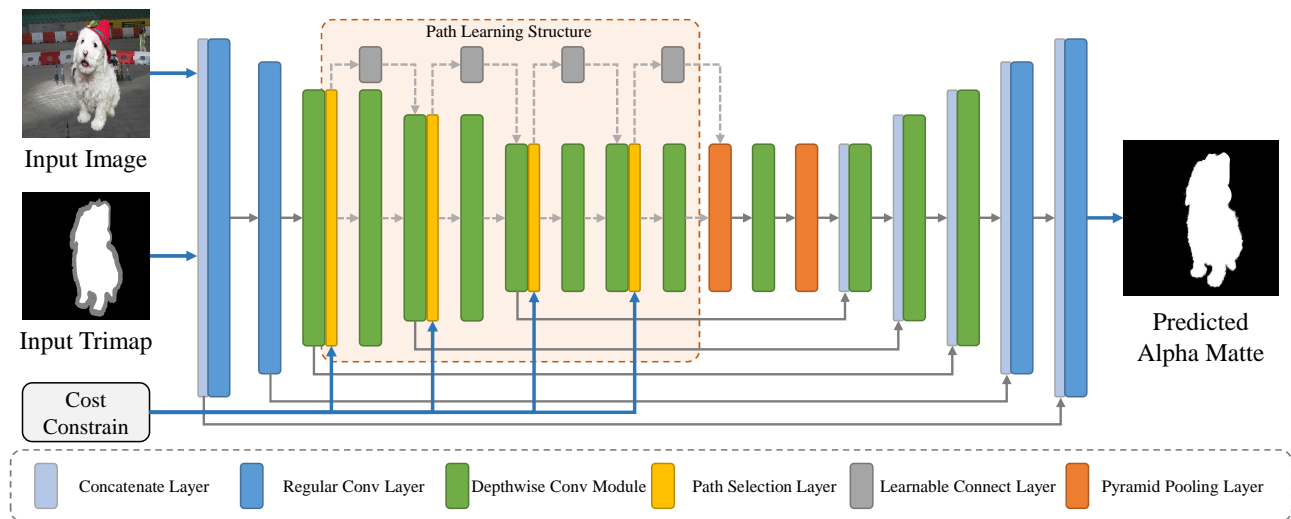 Path Learning Structure
Input Image
Input Trimap
Predicted
Alpha Matte
Cost
Constrain
Concatenate Layer
Regular Conv Layer
Depthwise Conv Module
Path Selection Layer
Learnable Connect Layer
Pyramid Pooling Layer